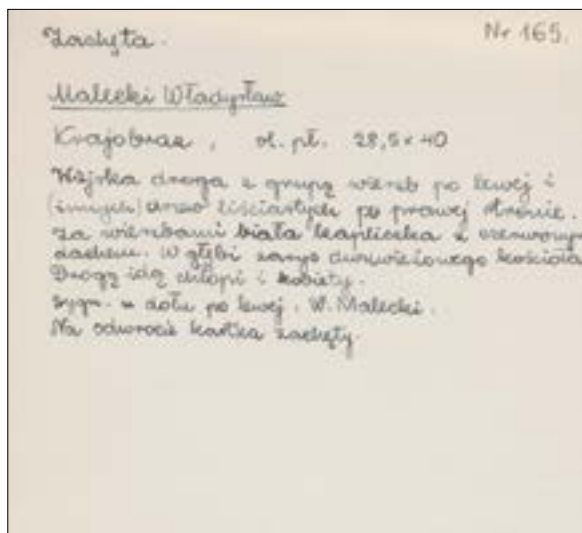 Zachęta.
Nr 165.
Malecki Władysław
Krajobraz, ol. pł. 28,5 x 40
Wiejska droga z grupą wierzb po lewej i
(innych) drzew liściastych po prawej stronie.
Za wierzbami biała kapliczka z czerwonym
dachem. W głębi zarys dwuwieżowego kościoła
Drogą idą chłopi i kobiety.
sygn. u dołu po lewej. W. Malecki.
Na odwrocie kartka zachęty.